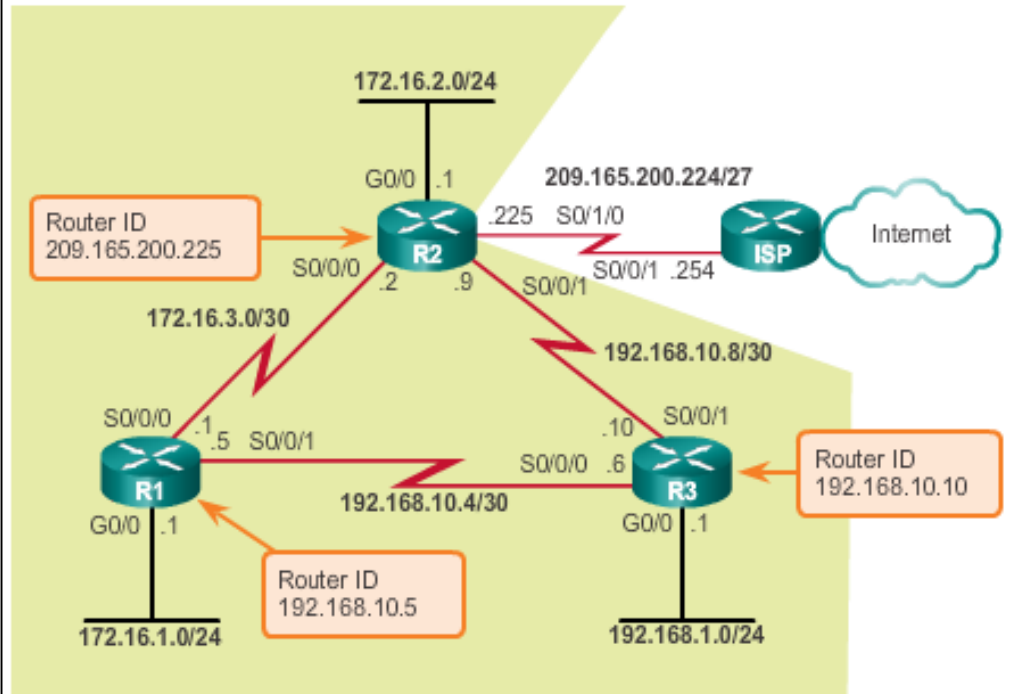 172.16.2.0/24
G0/0 .1
209.165.200.224/27
Router ID
209.165.200.225
R2
.225 S0/1/0
ISP
Internet
S0/0/1 .254
S0/0/0
.2
.9
S0/0/1
172.16.3.0/30
192.168.10.8/30
S0/0/0
.1
.5 S0/0/1
S0/0/1
.10
S0/0/0 .6
R1
R3
Router ID
192.168.10.10
192.168.10.4/30
G0/0 .1
G0/0 .1
Router ID
192.168.10.5
172.16.1.0/24
192.168.1.0/24